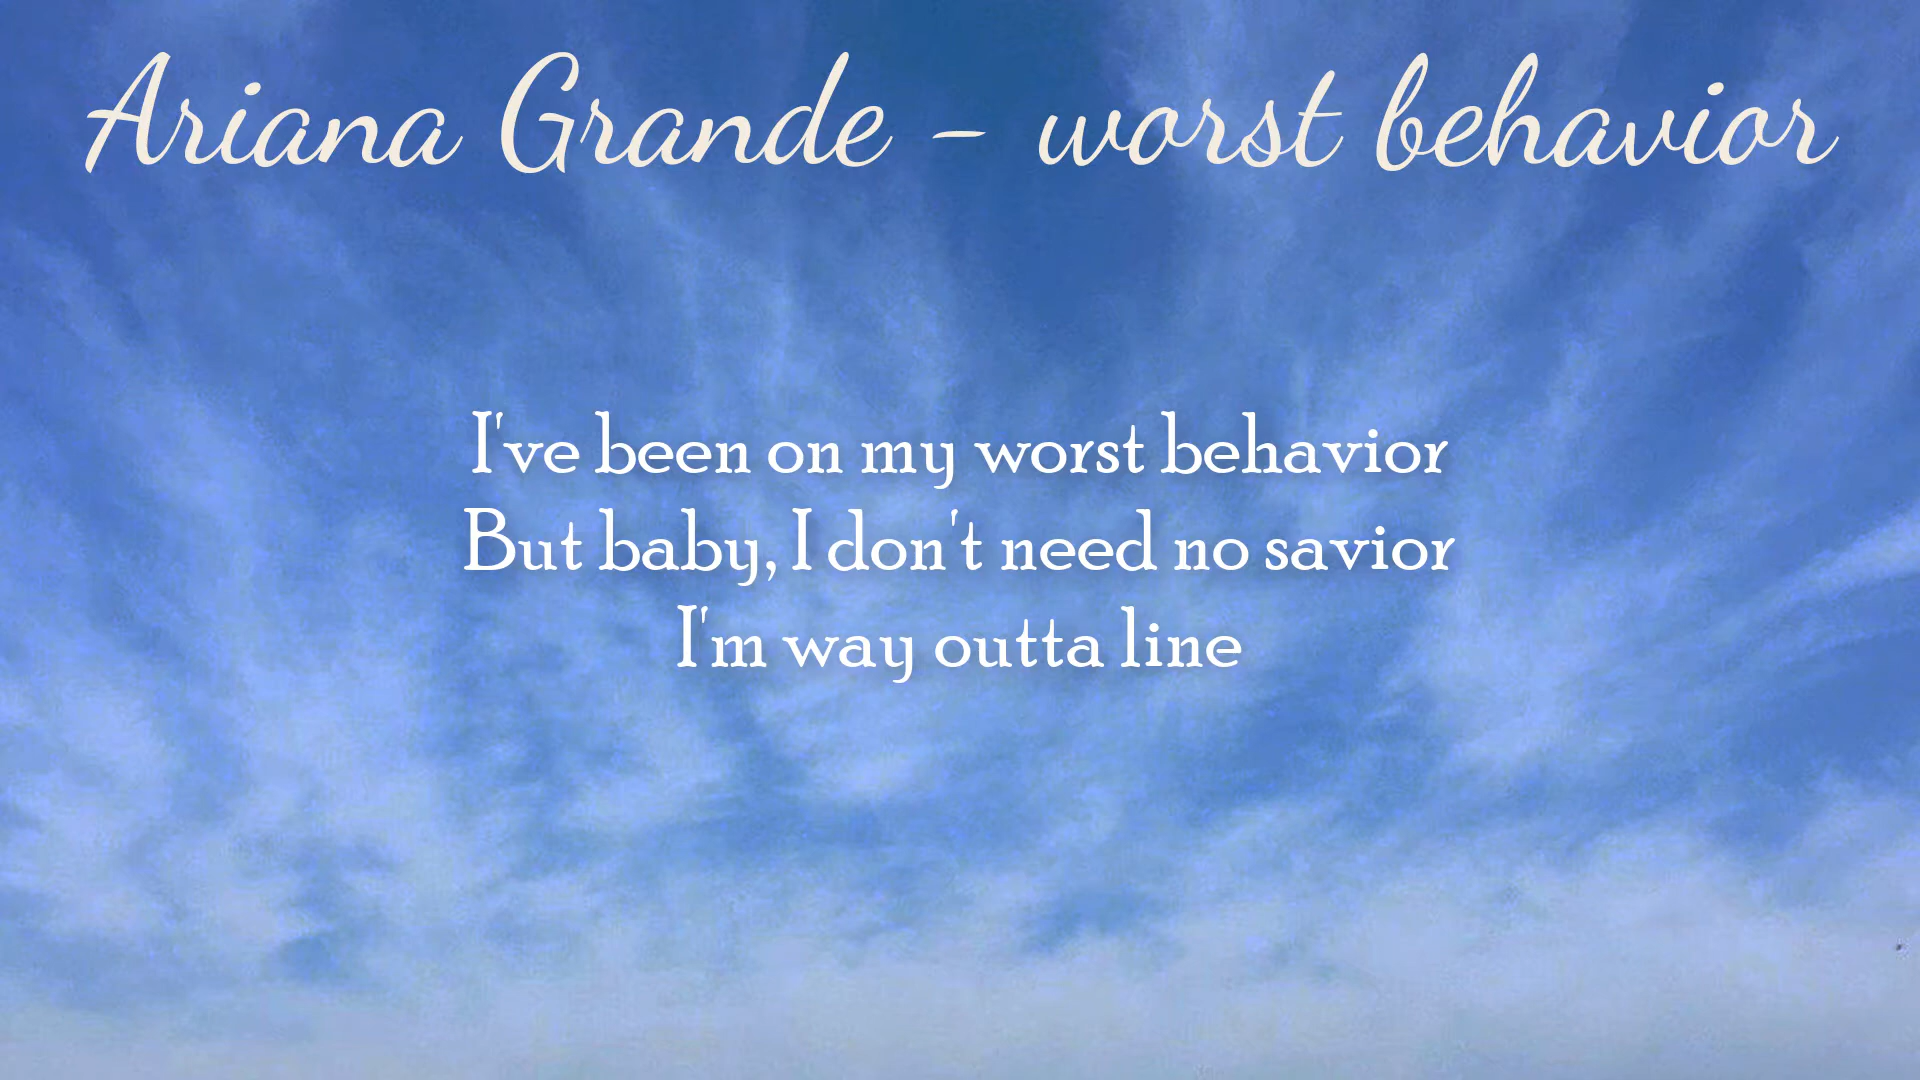 Ariana Grande - worst behavior
I've been on my worst behavior
But baby, I don't need no savior
I'm way outta line